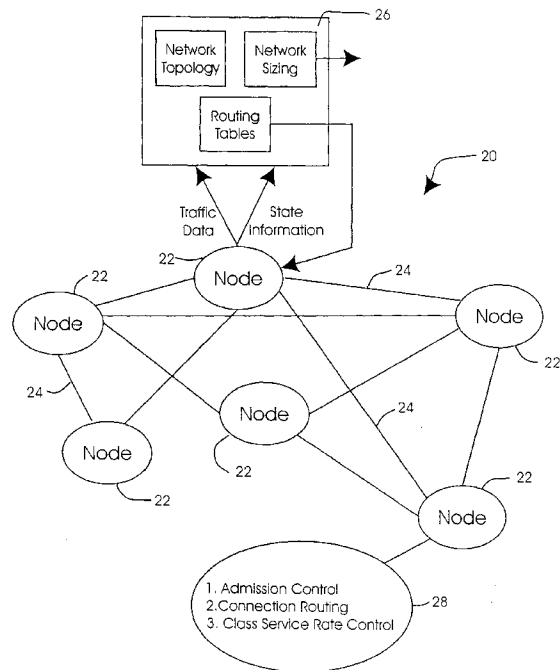 26
Network
Topology
Network
Sizing
Routing
Tables
20
Traffic
Data
State
Information
22
Node
24
22
Node
Node
22
24
Node
22
24
Node
22
Node
22
Node
1. Admission Control
2.Connection Routing
3. Class Service Rate Control
28